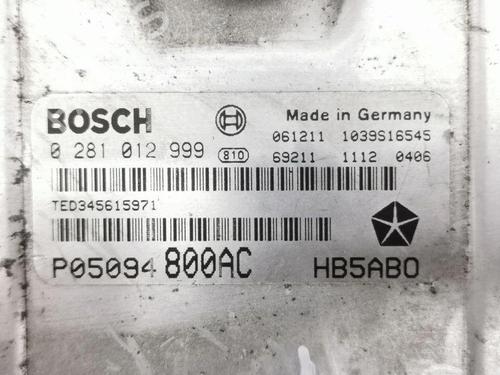 BOSCH
Made in Germany
061211 1039S16545
0 281 012 999 810
69211 1112 0406
TED345615971
P05094 800AC HB5AB0